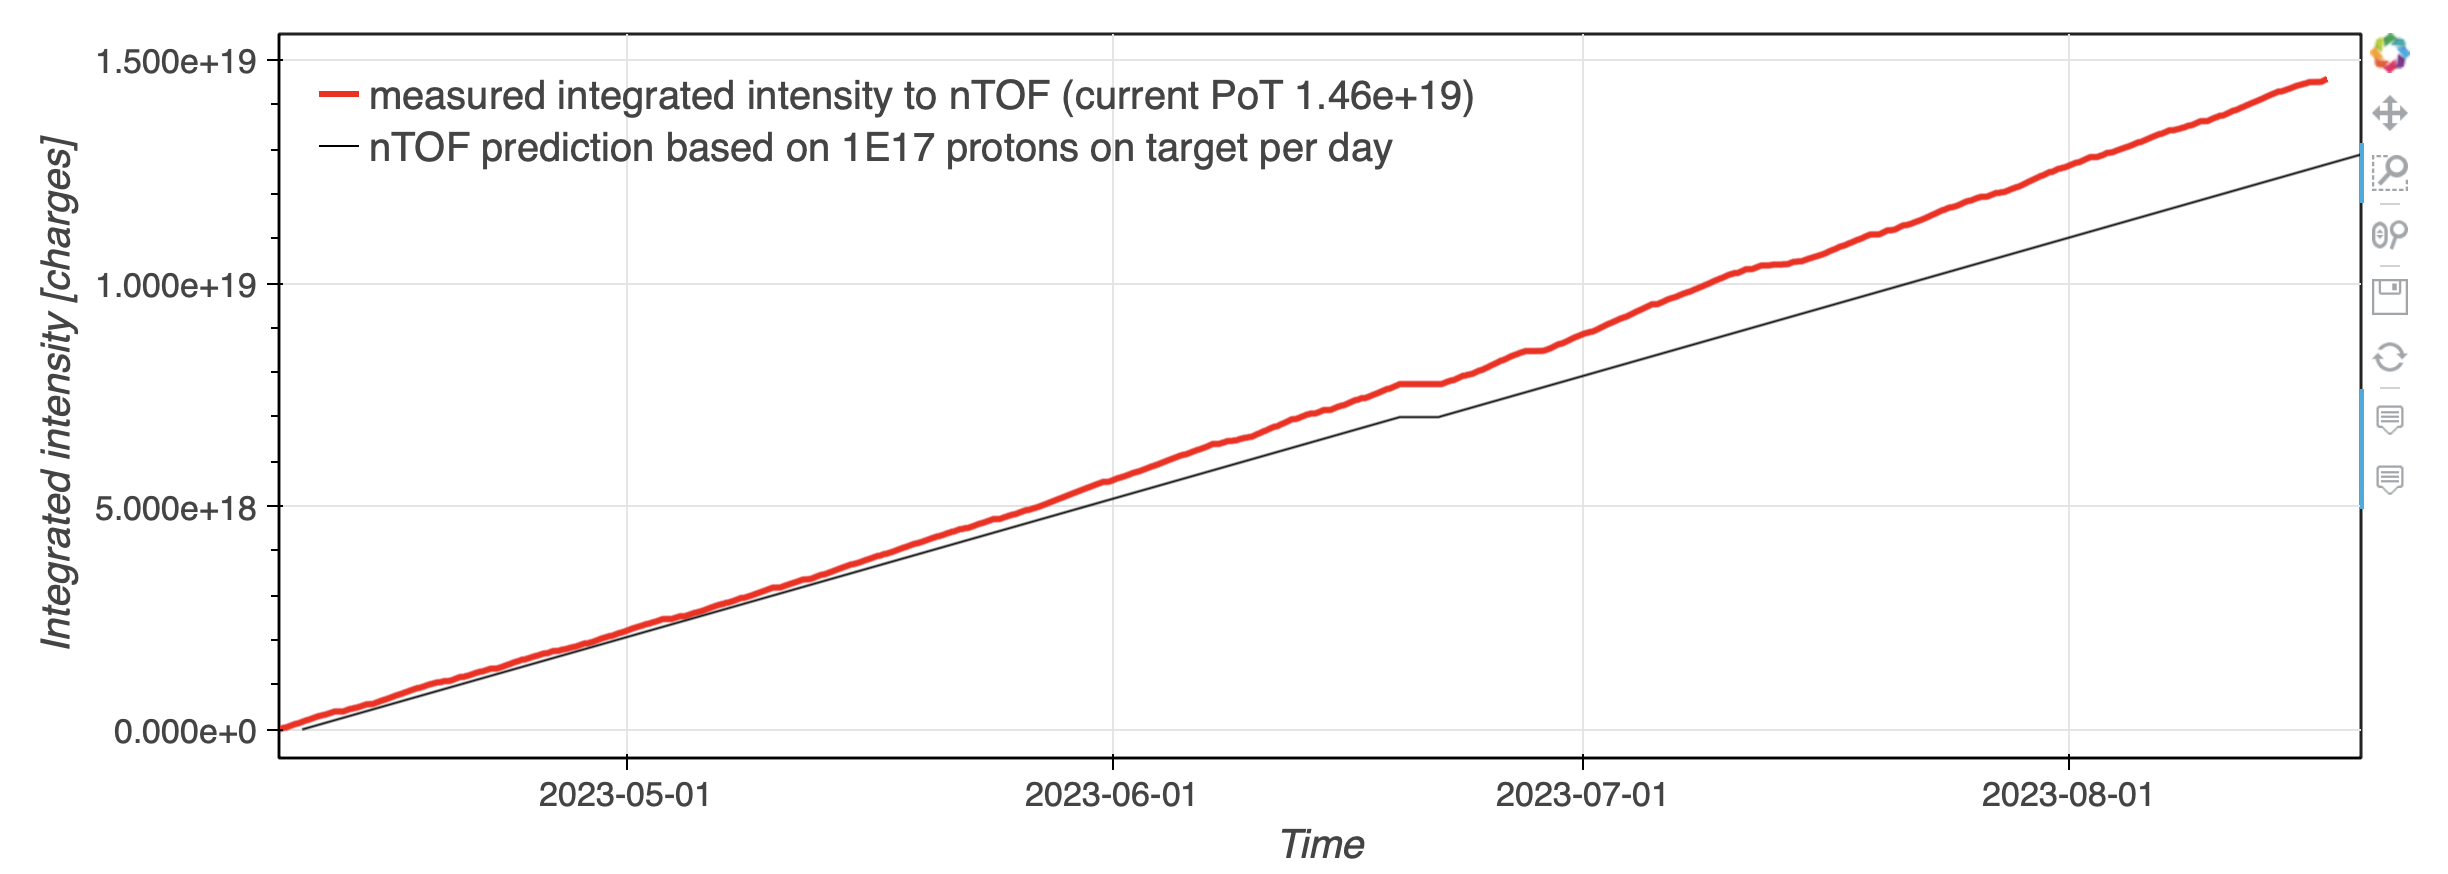 1.500e+19
1.000e+19
5.000e+18
0.000e+0
Integrated intensity [charges]
measured integrated intensity to nTOF (current PoT 1.46e+19)
nTOF prediction based on 1E17 protons on target per day
2023-05-01
2023-06-01
2023-07-01
2023-08-01
Time